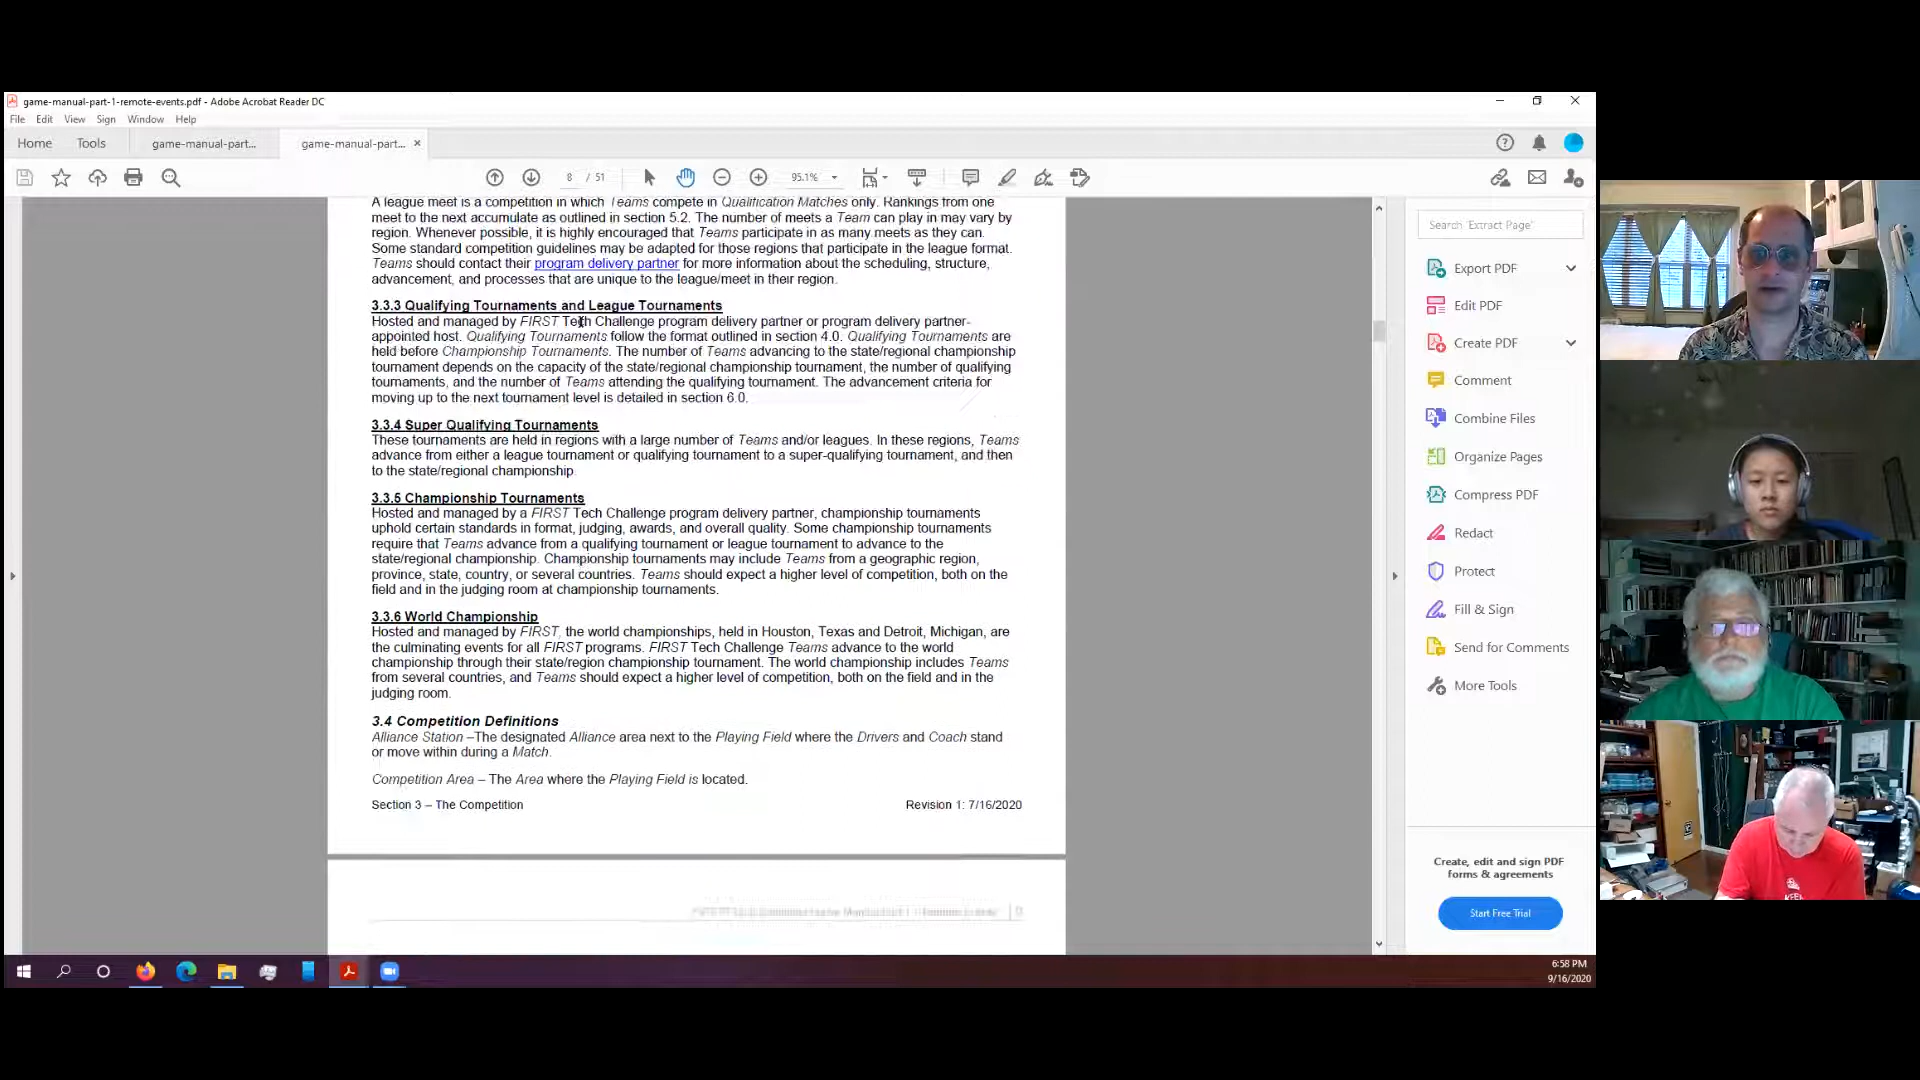 game-manual-part-1-remote-events.pdf - Adobe Acrobat Reader DC
File Edit View Sign Window Help
Home Tools game-manual-part... game-manual-part... ×
8 / 51 95.1%
A league meet is a competition in which Teams compete in Qualification Matches only. Rankings from one
meet to the next accumulate as outlined in section 5.2. The number of meets a Team can play in may vary by
region. Whenever possible, it is highly encouraged that Teams participate in as many meets as they can.
Some standard competition guidelines may be adapted for those regions that participate in the league format.
Teams should contact their program delivery partner for more information about the scheduling, structure,
advancement, and processes that are unique to the league/meet in their region.
3.3.3 Qualifying Tournaments and League Tournaments
Hosted and managed by FIRST Tech Challenge program delivery partner or program delivery partner-
appointed host. Qualifying Tournaments follow the format outlined in section 4.0. Qualifying Tournaments are
held before Championship Tournaments. The number of Teams advancing to the state/regional championship
tournament depends on the capacity of the state/regional championship tournament, the number of qualifying
tournaments, and the number of Teams attending the qualifying tournament. The advancement criteria for
moving up to the next tournament level is detailed in section 6.0.
3.3.4 Super Qualifying Tournaments
These tournaments are held in regions with a large number of Teams and/or leagues. In these regions, Teams
advance from either a league tournament or qualifying tournament to a super-qualifying tournament, and then
to the state/regional championship.
3.3.5 Championship Tournaments
Hosted and managed by a FIRST Tech Challenge program delivery partner, championship tournaments
uphold certain standards in format, judging, awards, and overall quality. Some championship tournaments
require that Teams advance from a qualifying tournament or league tournament to advance to the
state/regional championship. Championship tournaments may include Teams from a geographic region,
province, state, country, or several countries. Teams should expect a higher level of competition, both on the
field and in the judging room at championship tournaments.
3.3.6 World Championship
Hosted and managed by FIRST, the world championships, held in Houston, Texas and Detroit, Michigan, are
the culminating events for all FIRST programs. FIRST Tech Challenge Teams advance to the world
championship through their state/region championship tournament. The world championship includes Teams
from several countries, and Teams should expect a higher level of competition, both on the field and in the
judging room.
3.4 Competition Definitions
Alliance Station –The designated Alliance area next to the Playing Field where the Drivers and Coach stand
or move within during a Match.
Competition Area – The Area where the Playing Field is located.
Section 3 – The Competition Revision 1: 7/16/2020
Search "Extract Page"
Export PDF
Edit PDF
Create PDF
Comment
Combine Files
Organize Pages
Compress PDF
Redact
Protect
Fill & Sign
Send for Comments
More Tools
Create, edit and sign PDF
forms & agreements
Start Free Trial
6:58 PM
9/16/2020